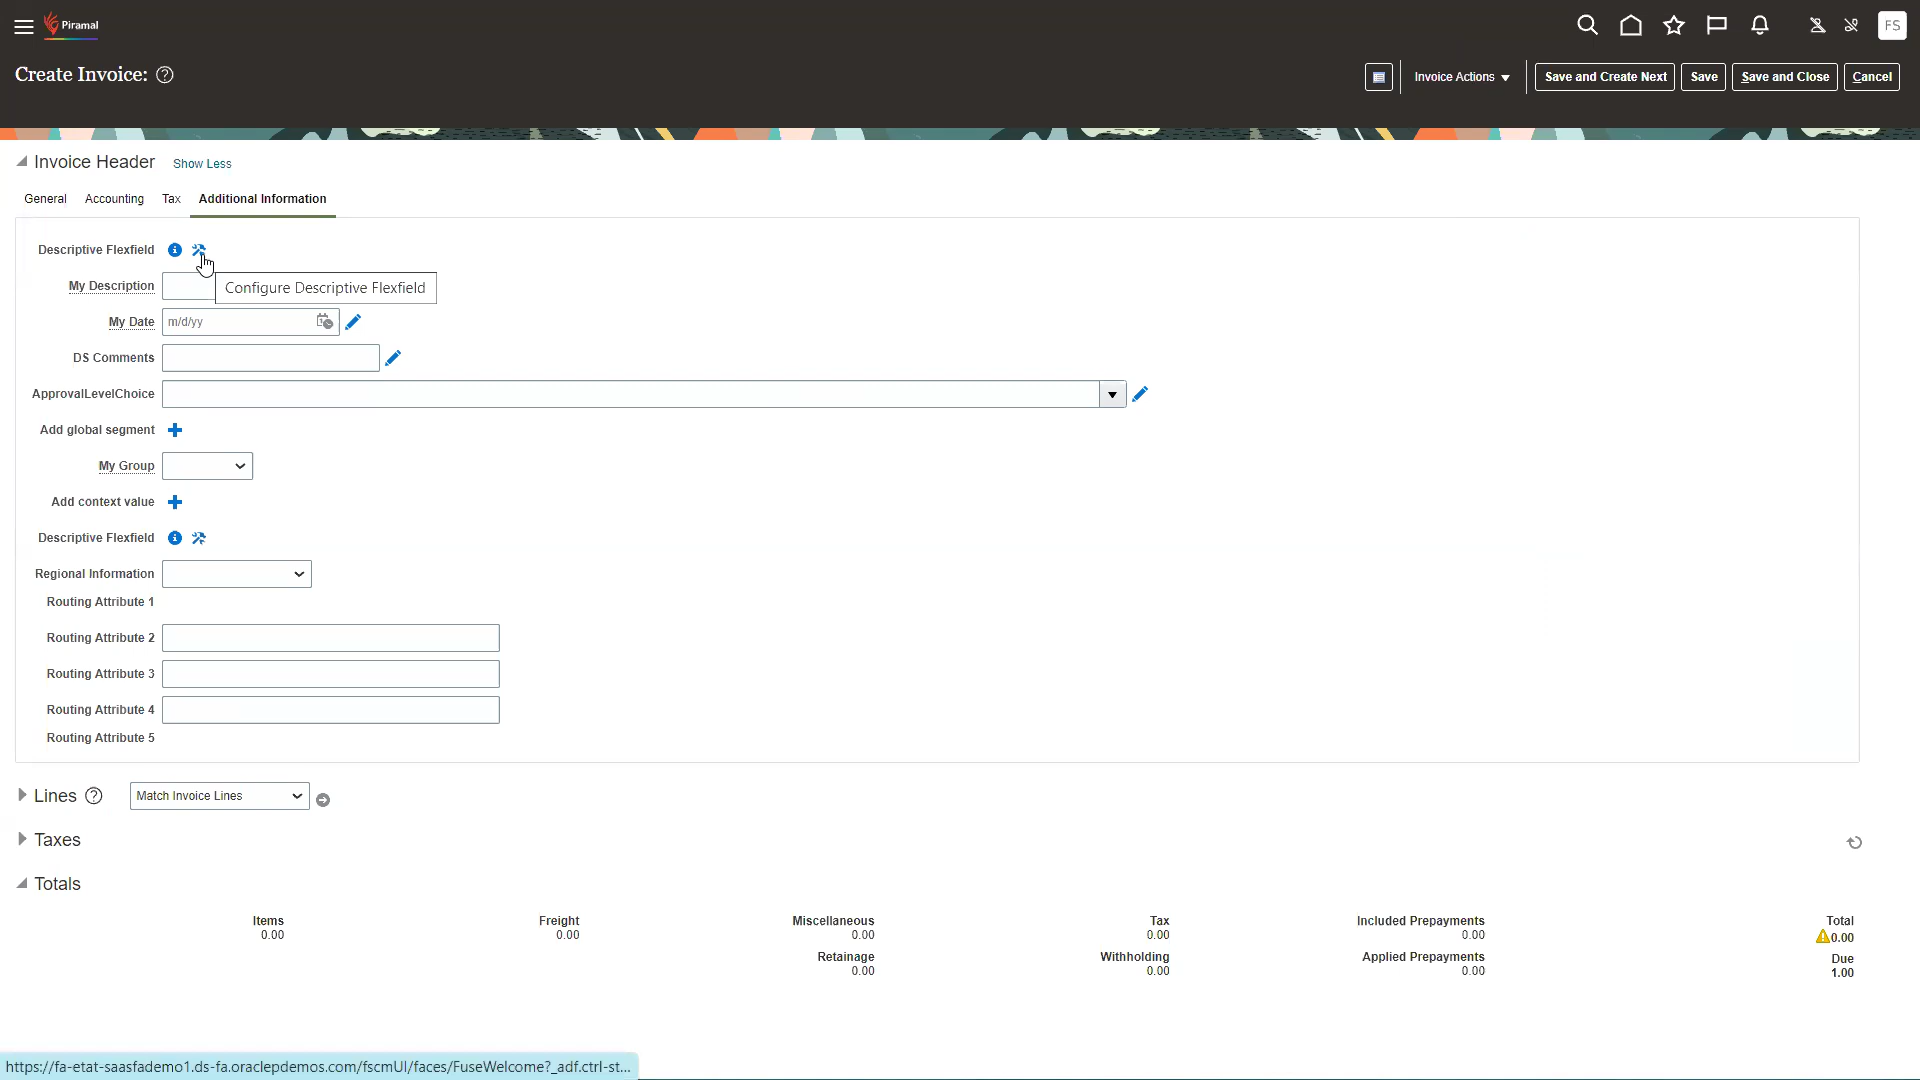 Piramal
FS
Create Invoice:
Invoice Actions
Save and Create Next
Save
Save and Close
Cancel
Invoice Header
Show Less
General
Accounting
Tax
Additional Information
Descriptive Flexfield
Configure Descriptive Flexfield
My Description
My Date
m/d/yy
DS Comments
ApprovalLevelChoice
Add global segment
My Group
Add context value
Descriptive Flexfield
Regional Information
Routing Attribute 1
Routing Attribute 2
Routing Attribute 3
Routing Attribute 4
Routing Attribute 5
Lines
Match Invoice Lines
Taxes
Totals
Items
0.00
Freight
0.00
Miscellaneous
0.00
Tax
0.00
Included Prepayments
0.00
Total
0.00
Retainage
0.00
Withholding
0.00
Applied Prepayments
0.00
Due
1.00
https://fa-etat-saasfademo1.ds-fa.oraclepdemos.com/fscmUI/faces/FuseWelcome?_adf.ctrl-st...